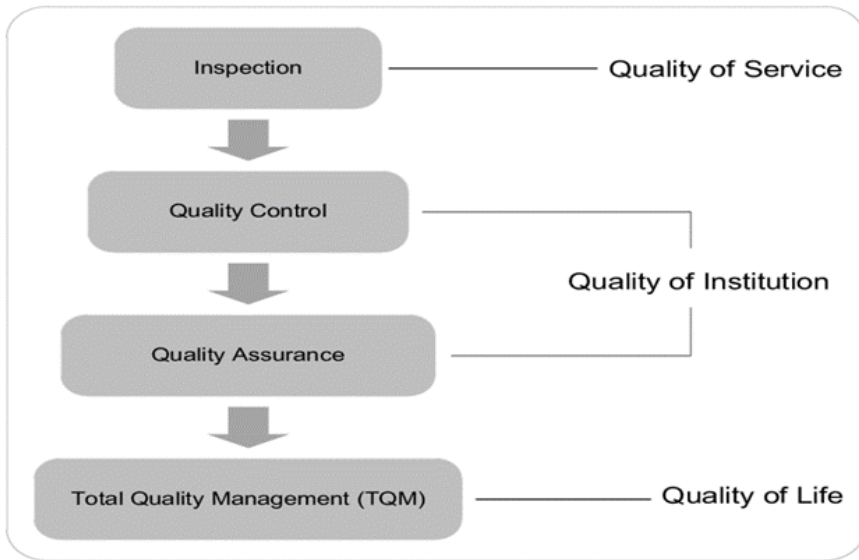 Inspection
Quality of Service
Quality Control
Quality of Institution
Quality Assurance
Total Quality Management (TQM)
Quality of Life